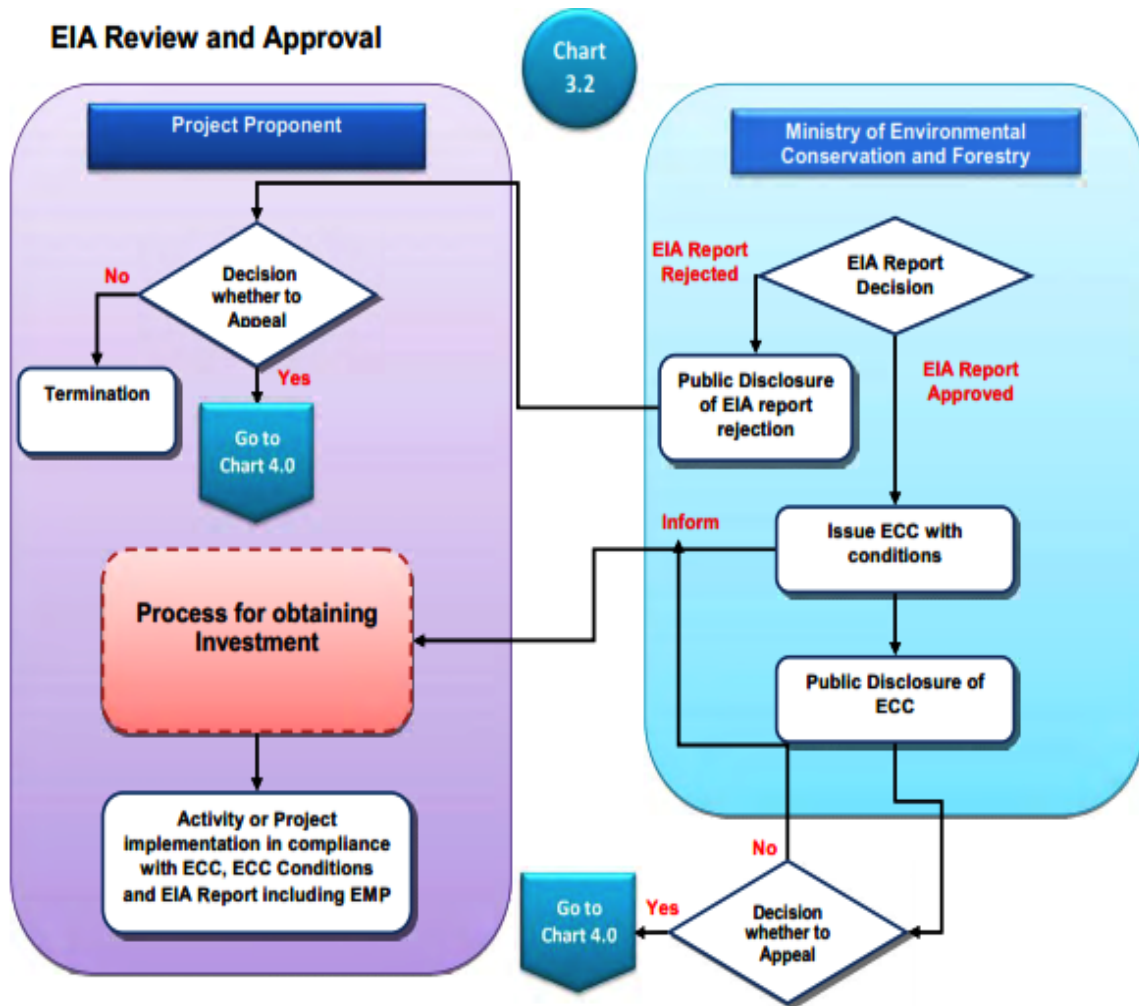 EIA Review and Approval
Chart
3.2
Project Proponent
Ministry of Environmental
Conservation and Forestry
No
Decision
whether to
Appeal
EIA Report
Rejected
EIA Report
Decision
Termination
Yes
Go to
Chart 4.0
Public Disclosure
of EIA report
rejection
EIA Report
Approved
Inform
Issue ECC with
conditions
Process for obtaining
Investment
Public Disclosure of
ECC
Activity or Project
implementation in compliance
with ECC, ECC Conditions
and EIA Report including EMP
No
Go to
Chart 4.0
Yes
Decision
whether to
Appeal